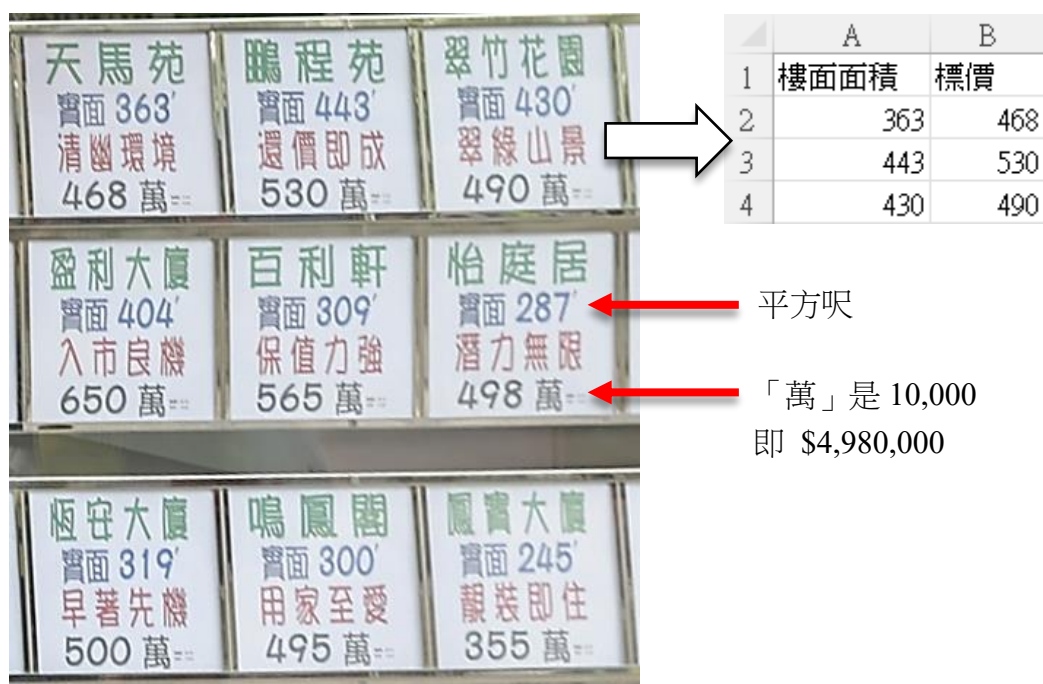 天馬苑
實面 363'
清幽環境
468 萬
鵬程苑
實面 443'
還價即成
530 萬
翠竹花園
實面 430'
翠綠山景
490 萬
盈利大廈
實面 404'
入市良機
650 萬
百利軒
實面 309'
保值力強
565 萬
怡庭居
實面 287'
潛力無限
498 萬
恆安大廈
實面 319'
早著先機
500 萬
鳴鳳閣
實面 300'
用家至愛
495 萬
鳳寶大廈
實面 245'
靚裝即住
355 萬
A B
1 樓面面積 標價
2 363 468
3 443 530
4 430 490
平方呎
「萬」是 10,000
即 $4,980,000